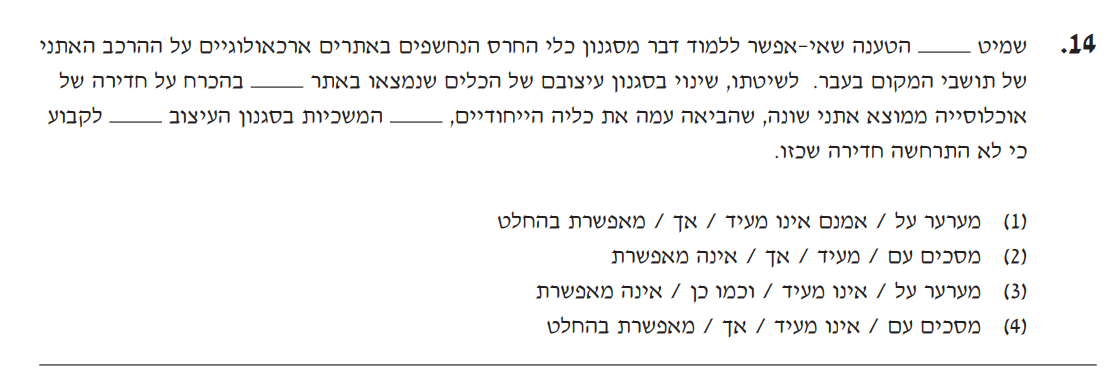 14. שמיט _____ הטענה שאי-אפשר ללמוד דבר מסגנון כלי החרס הנחשפים באתרים ארכאולוגיים על ההרכב האתני
של תושבי המקום בעבר. לשיטתו, שינוי בסגנון עיצובם של הכלים שנמצאו באתר _____ בהכרח על חדירה של
אוכלוסייה ממוצא אתני שונה, שהביאה עמה את כליה הייחודיים, _____ המשכיות בסגנון העיצוב _____ לקבוע
כי לא התרחשה חדירה שכזו.
(1) מערער על / אמנם אינו מעיד / אך / מאפשרת בהחלט
(2) מסכים עם / מעיד / אך / אינה מאפשרת
(3) מערער על / אינו מעיד / וכמו כן / אינה מאפשרת
(4) מסכים עם / אינו מעיד / אך / מאפשרת בהחלט